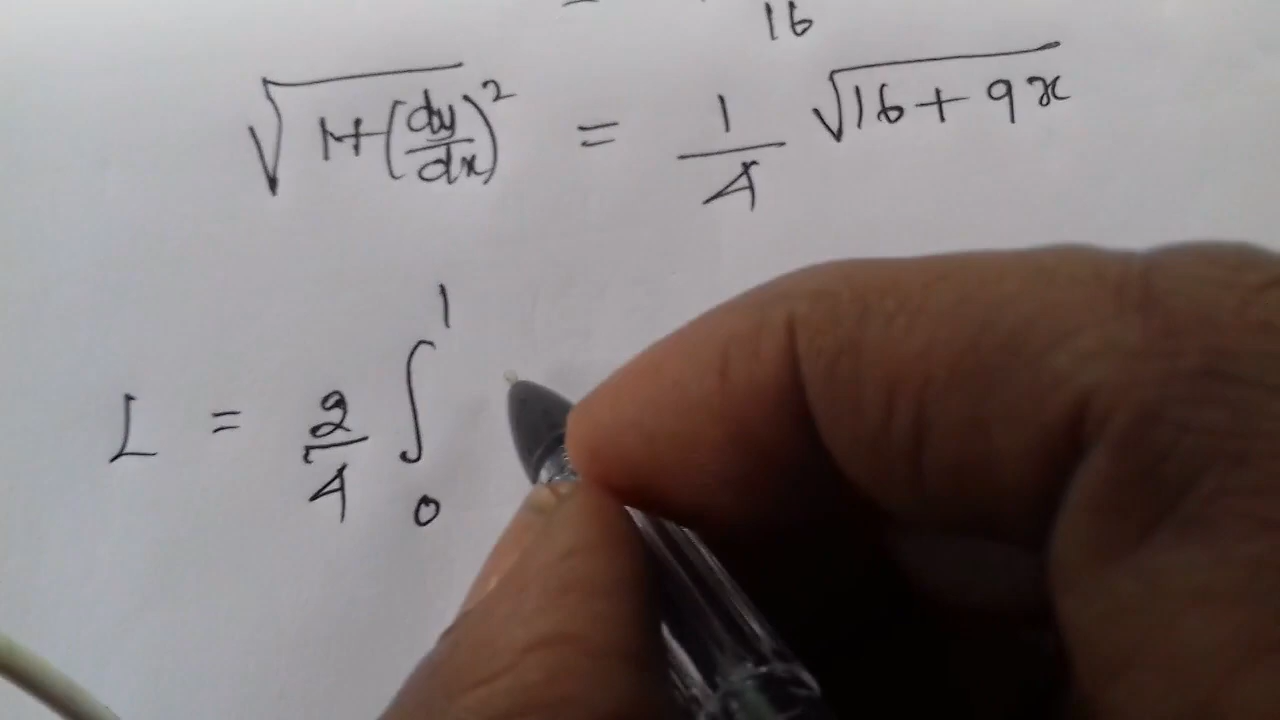 = 16
√(1+(dy/dx)²) = 1/4 √(16+9x)
L = 2/4 ∫₀¹